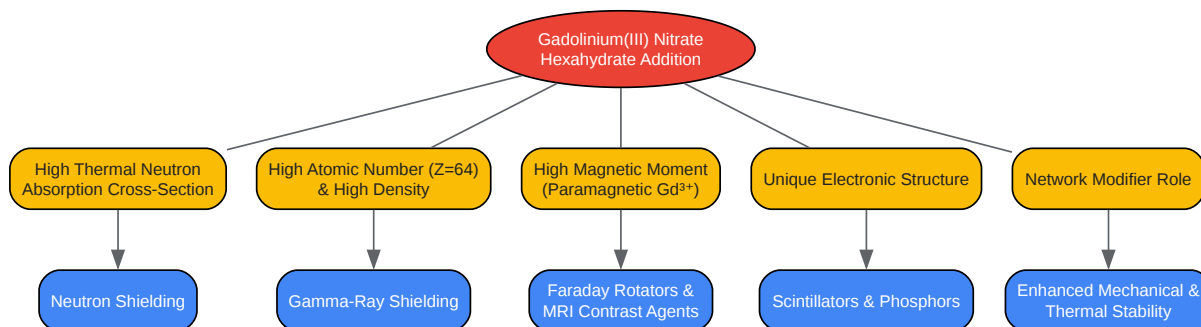 Gadolinium(III) Nitrate
Hexahydrate Addition
High Thermal Neutron
Absorption Cross-Section
High Atomic Number (Z=64)
& High Density
High Magnetic Moment
(Paramagnetic Gd³⁺)
Unique Electronic Structure
Network Modifier Role
Neutron Shielding
Gamma-Ray Shielding
Faraday Rotators &
MRI Contrast Agents
Scintillators & Phosphors
Enhanced Mechanical &
Thermal Stability